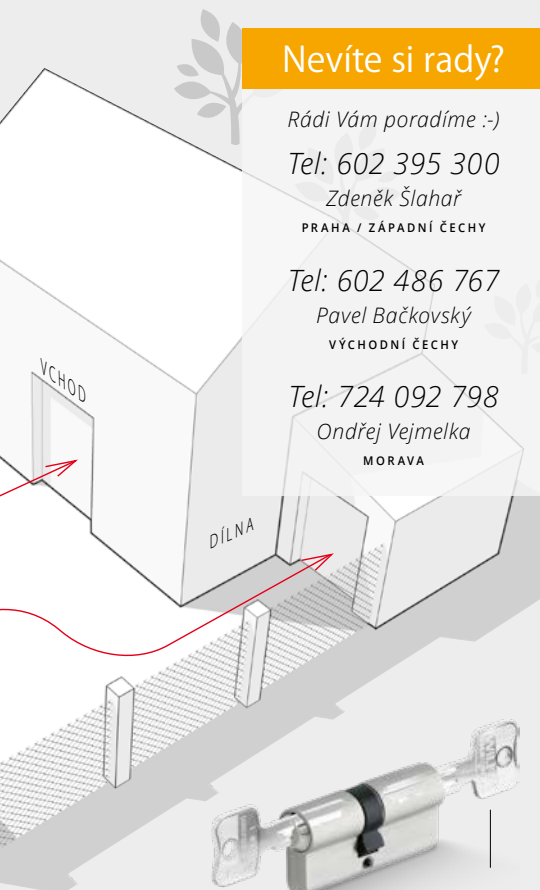 Nevíte si rady?
Rádi Vám poradíme :-)
Tel: 602 395 300
Zdeněk Šlahař
PRAHA / ZÁPADNÍ ČECHY
Tel: 602 486 767
Pavel Bačkovský
VÝCHODNÍ ČECHY
Tel: 724 092 798
Ondřej Vejmelka
MORAVA
VCHOD
DÍLNA